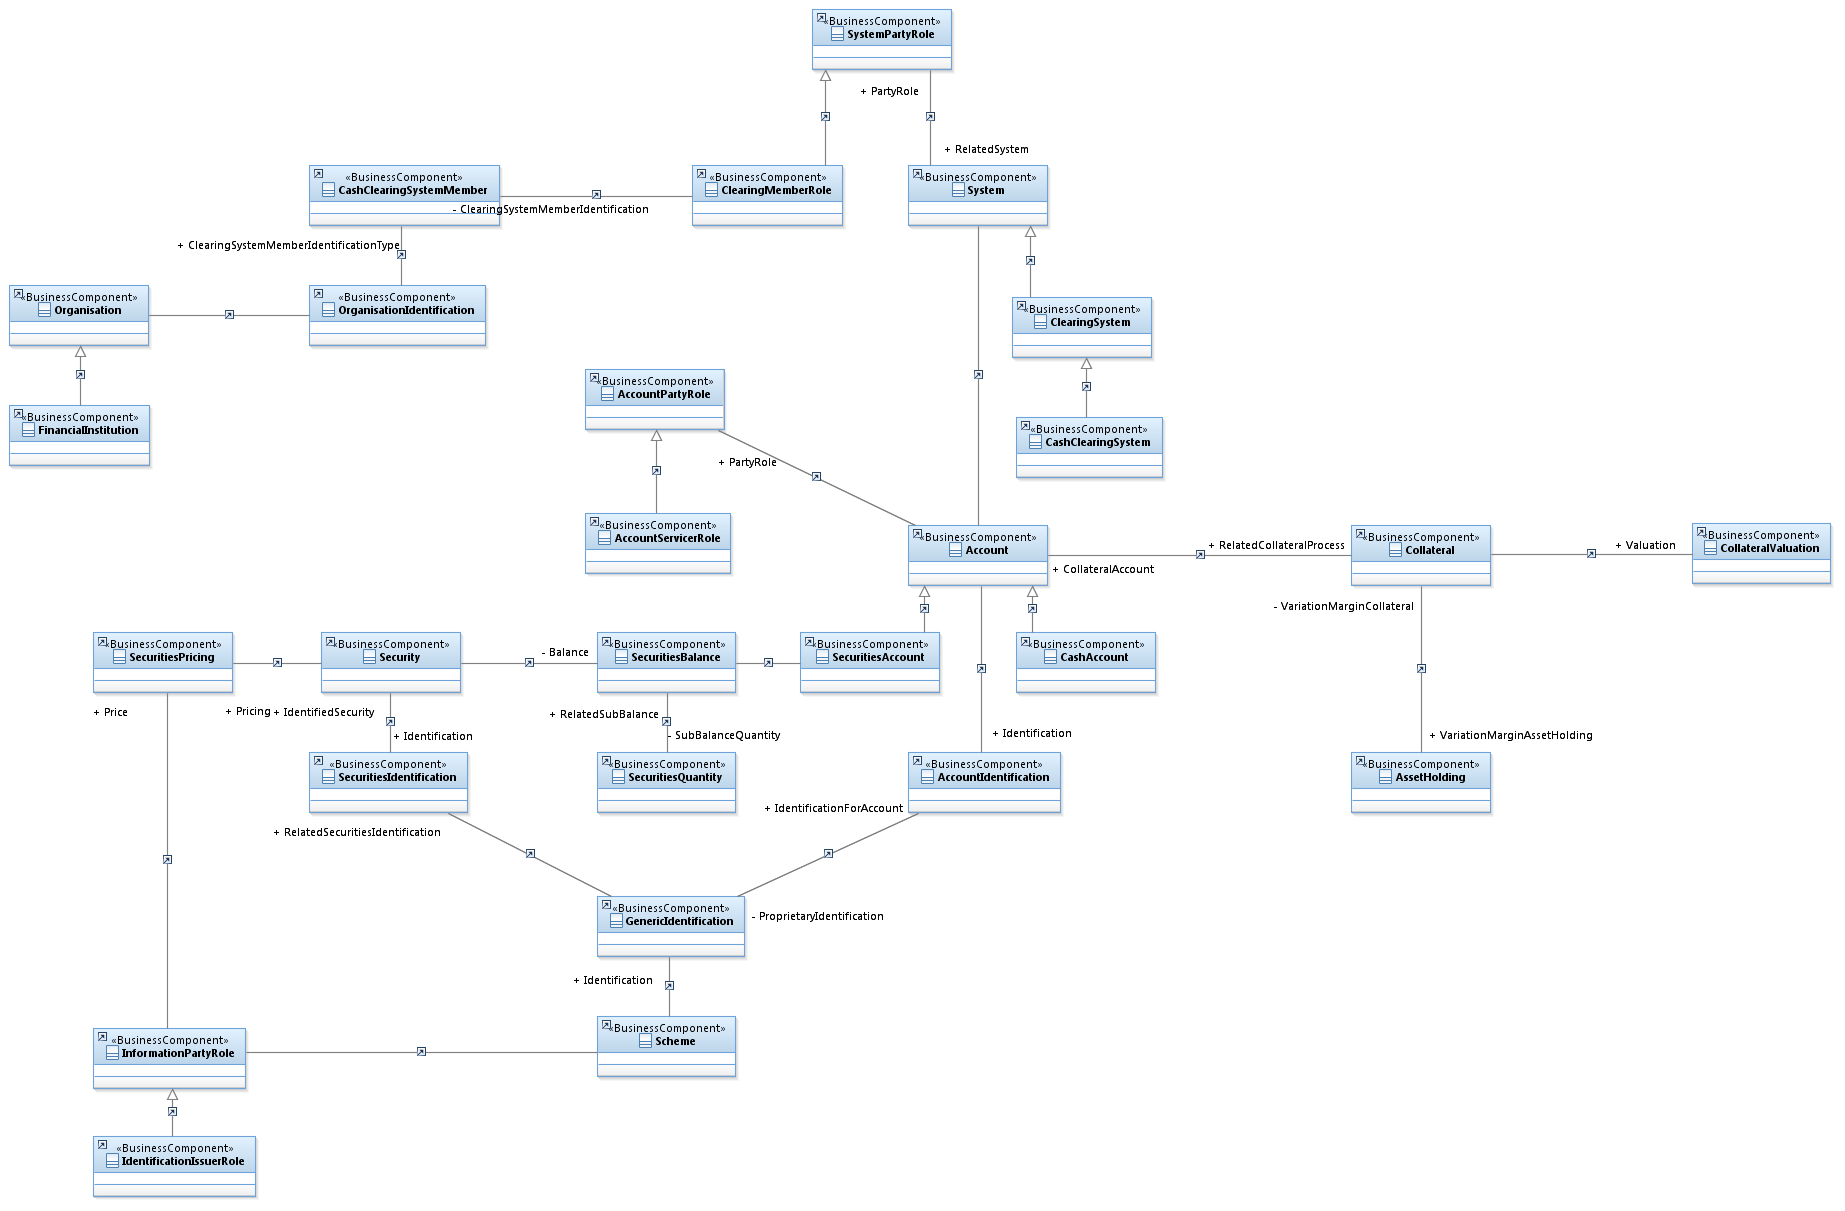 «BusinessComponent»
SystemPartyRole
+ PartyRole
+ RelatedSystem
«BusinessComponent»
CashClearingSystemMember
- ClearingSystemMemberIdentification
«BusinessComponent»
ClearingMemberRole
«BusinessComponent»
System
+ ClearingSystemMemberIdentificationType
«BusinessComponent»
Organisation
«BusinessComponent»
OrganisationIdentification
«BusinessComponent»
ClearingSystem
«BusinessComponent»
FinancialInstitution
«BusinessComponent»
AccountPartyRole
+ PartyRole
«BusinessComponent»
CashClearingSystem
«BusinessComponent»
AccountServicerRole
«BusinessComponent»
Account
+ CollateralAccount
+ RelatedCollateralProcess
«BusinessComponent»
Collateral
+ Valuation
«BusinessComponent»
CollateralValuation
- VariationMarginCollateral
«BusinessComponent»
SecuritiesPricing
«BusinessComponent»
Security
- Balance
«BusinessComponent»
SecuritiesBalance
«BusinessComponent»
SecuritiesAccount
«BusinessComponent»
CashAccount
+ Price
+ Pricing
+ IdentifiedSecurity
+ Identification
+ RelatedSubBalance
- SubBalanceQuantity
+ Identification
+ VariationMarginAssetHolding
«BusinessComponent»
SecuritiesIdentification
«BusinessComponent»
SecuritiesQuantity
«BusinessComponent»
AccountIdentification
«BusinessComponent»
AssetHolding
+ IdentificationForAccount
+ RelatedSecuritiesIdentification
«BusinessComponent»
GenericIdentification
- ProprietaryIdentification
+ Identification
«BusinessComponent»
InformationPartyRole
«BusinessComponent»
Scheme
«BusinessComponent»
IdentificationIssuerRole